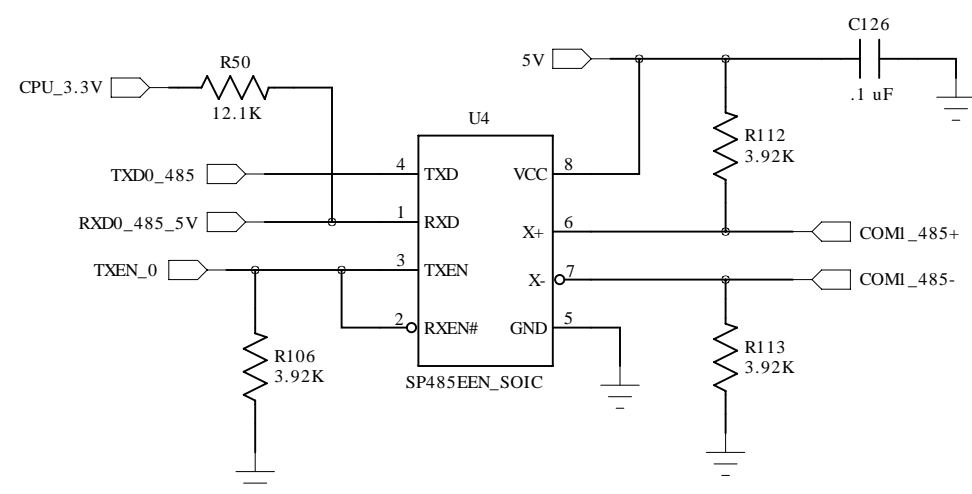 C126
5V
.1 uF
R50
CPU_3.3V
12.1K
U4
R112
3.92K
TXD0_485
4
TXD
VCC
8
RXD0_485_5V
1
RXD
X+
6
COM1_485+
TXEN_0
3
TXEN
X-
7
COM1_485-
2
RXEN#
GND
5
R106
3.92K
R113
3.92K
SP485EEN_SOIC